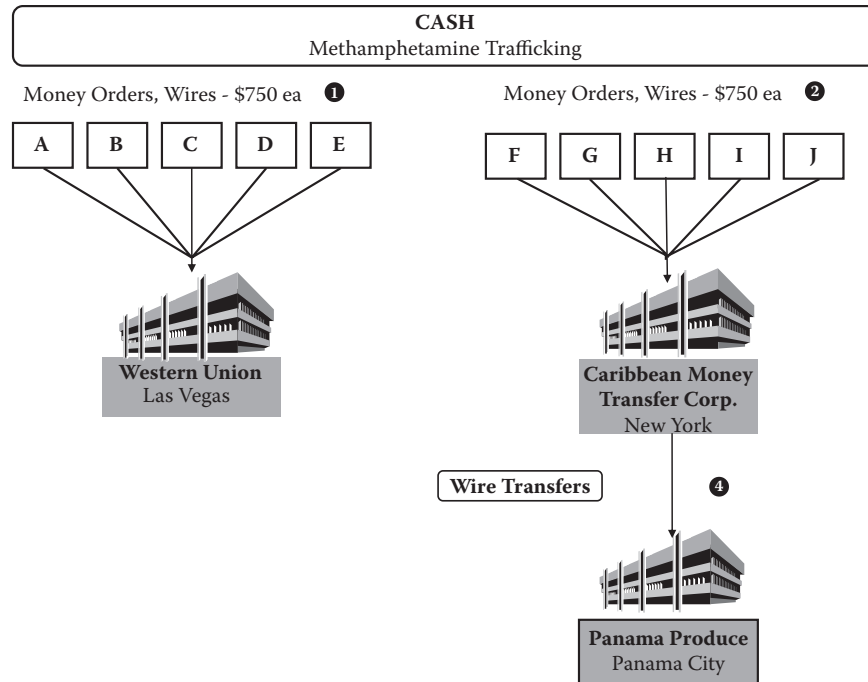 CASH
Methamphetamine Trafficking
Money Orders, Wires - $750 ea 1
A B C D E
Money Orders, Wires - $750 ea 2
F G H I J
Western Union
Las Vegas
Caribbean Money
Transfer Corp.
New York
Wire Transfers 4
Panama Produce
Panama City